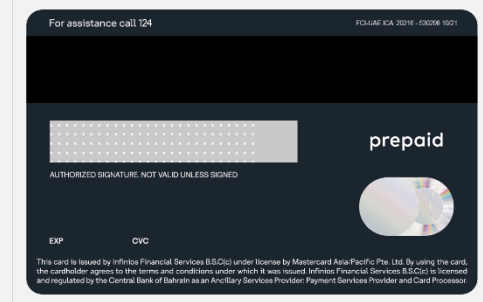 For assistance call 124
FCI-UAE ICA 20216 - 530298 10/21
prepaid
AUTHORIZED SIGNATURE. NOT VALID UNLESS SIGNED
EXP CVC
This card is issued by Infinios Financial Services B.S.C(c) under license by Mastercard Asia/Pacific Pte. Ltd. By using the card,
the cardholder agrees to the terms and conditions under which it was issued. Infinios Financial Services B.S.C(c) is licensed
and regulated by the Central Bank of Bahrain as an Ancillary Services Provider: Payment Services Provider and Card Processor.